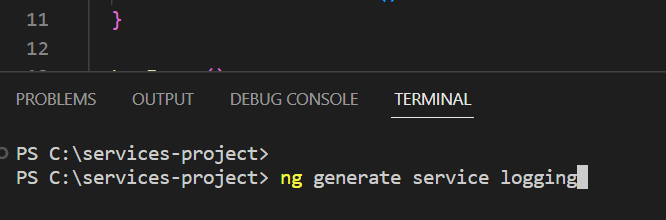 11 }
12
PROBLEMS OUTPUT DEBUG CONSOLE TERMINAL
PS C:\services-project>
PS C:\services-project> ng generate service logging